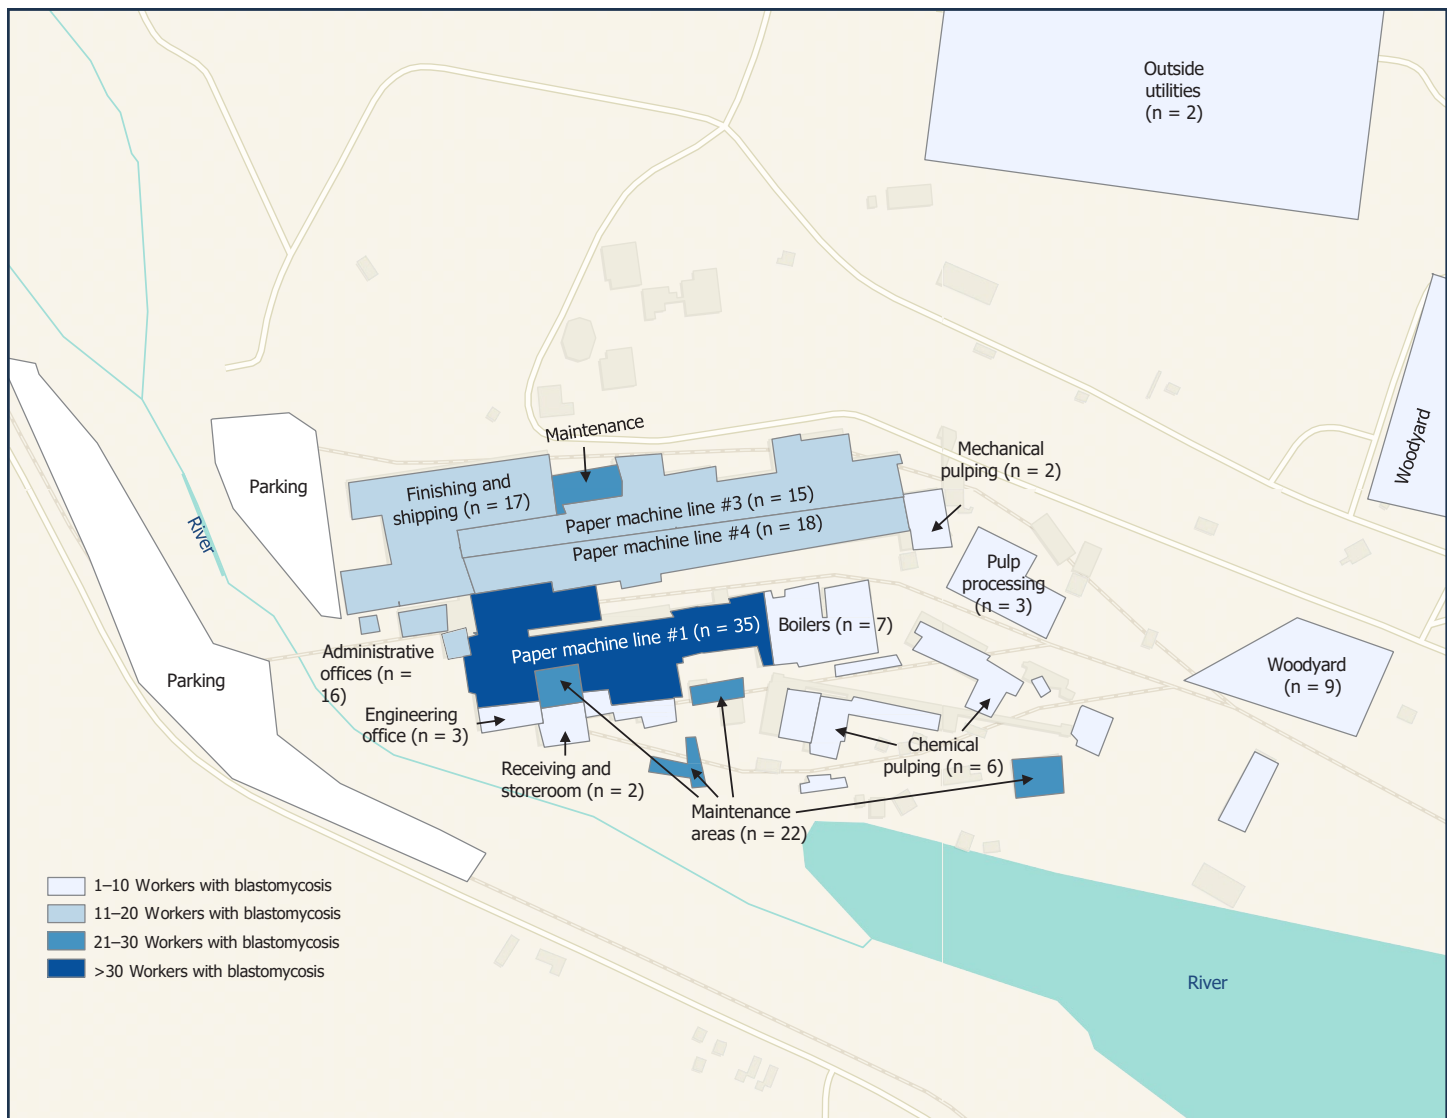 Outside
utilities
(n = 2)
Woodyard
Maintenance
Mechanical
pulping (n = 2)
Parking
Finishing and
shipping (n = 17)
Paper machine line #3 (n = 15)
Paper machine line #4 (n = 18)
River
Pulp
processing
(n = 3)
Boilers (n = 7)
Paper machine line #1 (n = 35)
Administrative
offices (n =
16)
Woodyard
(n = 9)
Parking
Engineering
office (n = 3)
Chemical
pulping (n = 6)
Receiving and
storeroom (n = 2)
Maintenance
areas (n = 22)
1–10 Workers with blastomycosis
11–20 Workers with blastomycosis
21–30 Workers with blastomycosis
>30 Workers with blastomycosis
River